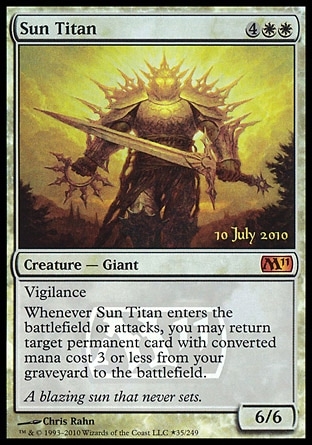 Sun Titan 4
10 July 2010
Creature — Giant M11
Vigilance
Whenever Sun Titan enters the
battlefield or attacks, you may return
target permanent card with converted
mana cost 3 or less from your
graveyard to the battlefield.
A blazing sun that never sets.
Chris Rahn
™ & © 1993–2010 Wizards of the Coast LLC ★35/249
6/6